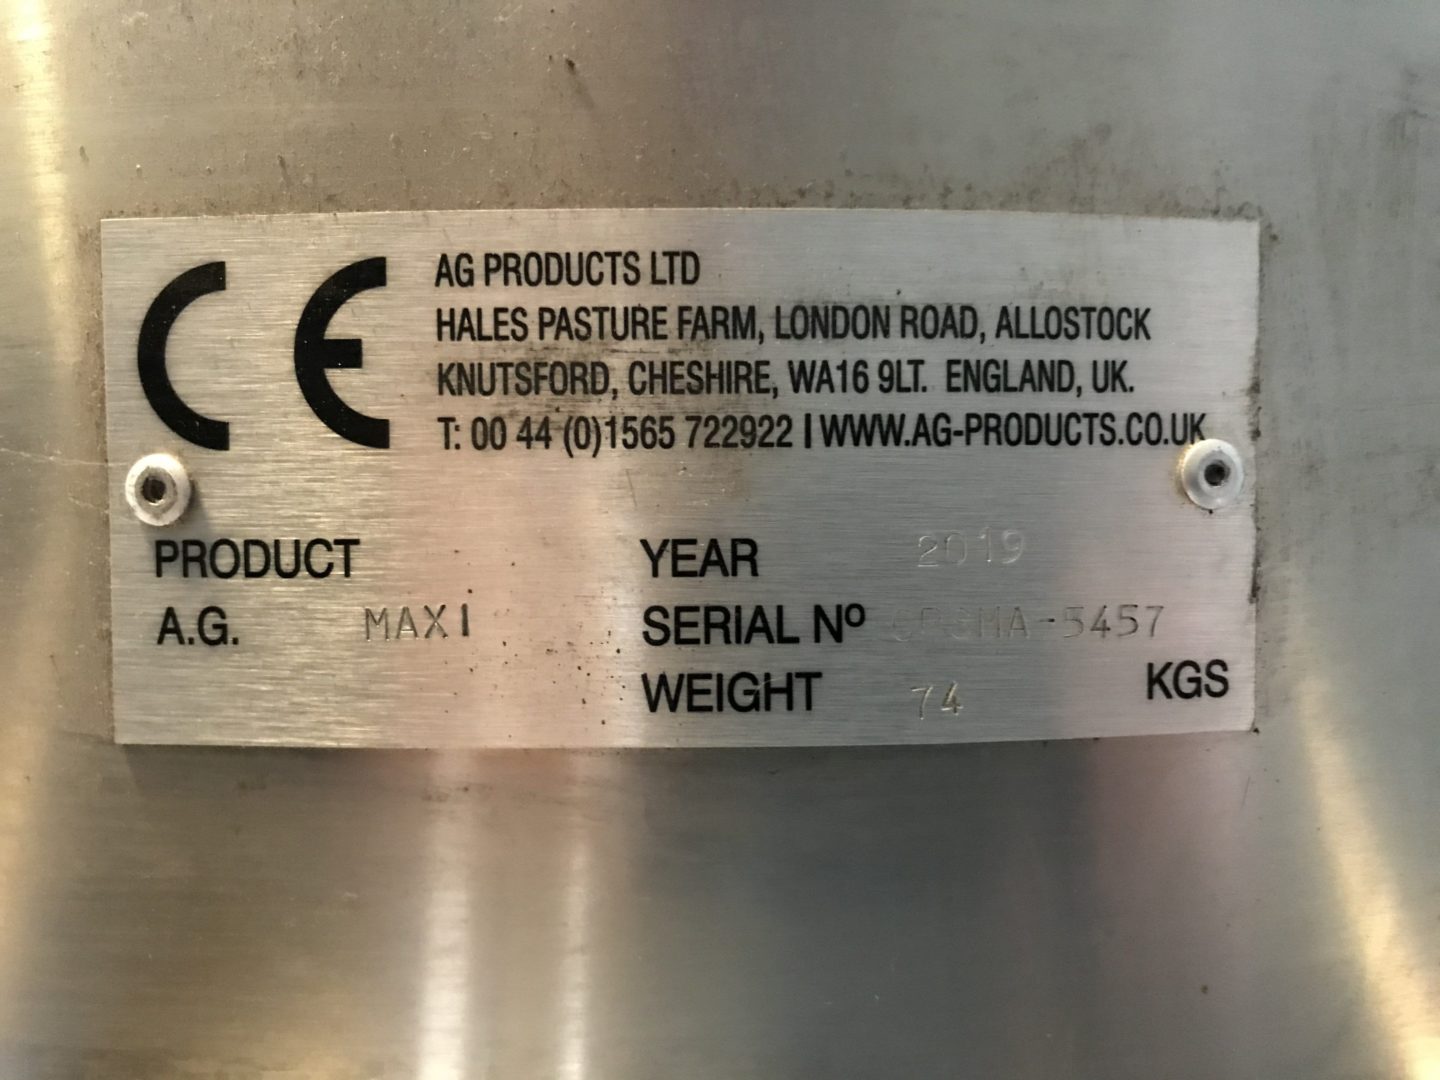 CE
AG PRODUCTS LTD
HALES PASTURE FARM, LONDON ROAD, ALLOSTOCK
KNUTSFORD, CHESHIRE, WA16 9LT. ENGLAND, UK.
T: 00 44 (0)1565 722922 | WWW.AG-PRODUCTS.CO.UK
PRODUCT YEAR 2019
A.G. MAXI SERIAL Nº
WEIGHT 74 KGS